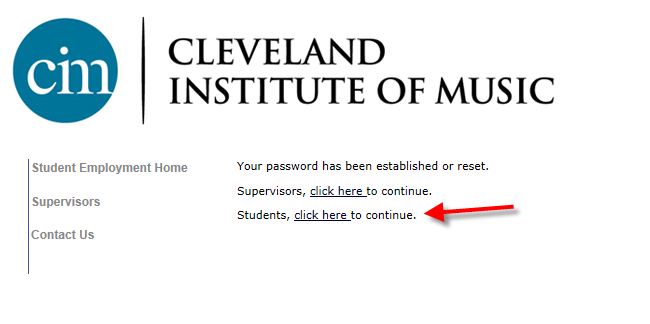 cim
CLEVELAND
INSTITUTE OF MUSIC
Student Employment Home
Supervisors
Contact Us
Your password has been established or reset.
Supervisors, click here to continue.
Students, click here to continue.